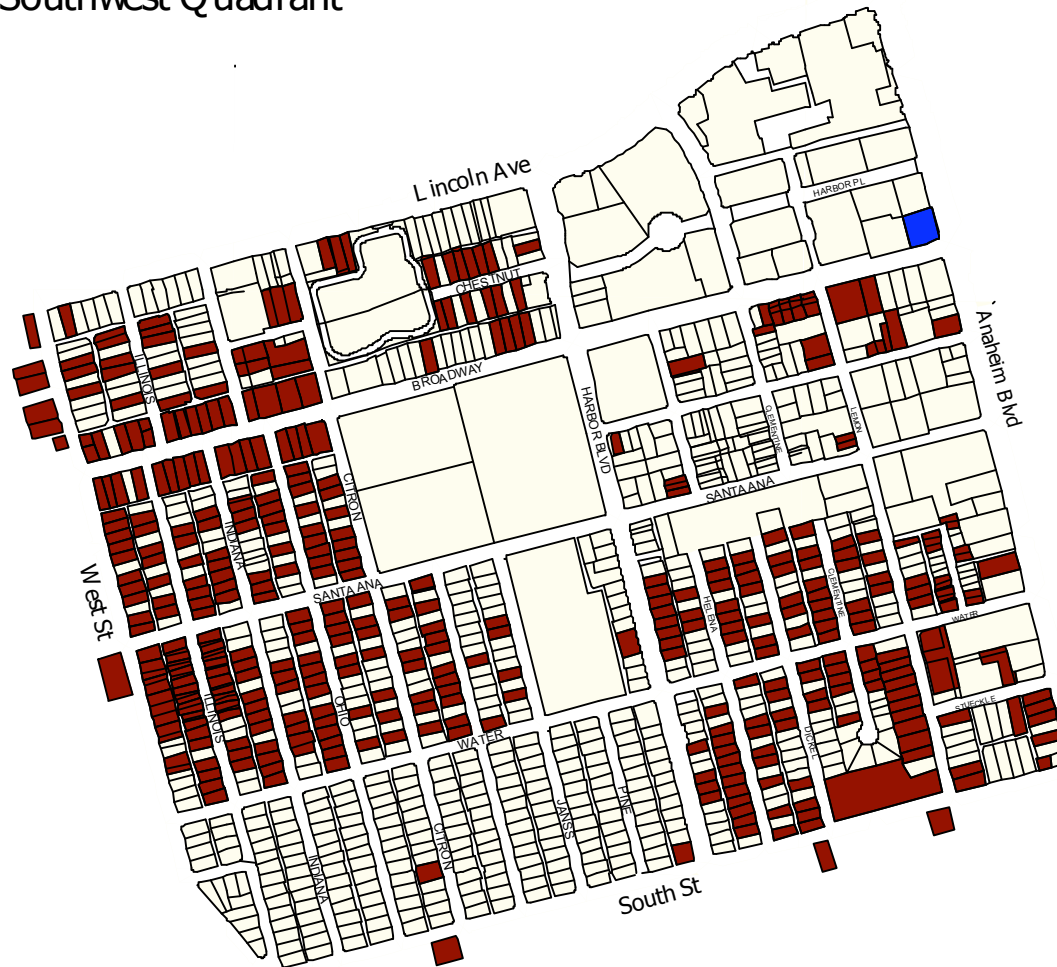 Southwest Quadrant
Lincoln Ave
HARBOR PL
CHESTNUT
BROADWAY
ILLINOIS
HARBOR BLVD
CLEMENTINE
LEMON
Anaheim Blvd
CITRON
SANTA ANA
INDIANA
West St
SANTA ANA
HELENA
CLEMENTINE
WATER
ILLINOIS
OHIO
STUECKLE
WATER
DICKEL
JANSS
PINE
CITRON
INDIANA
South St